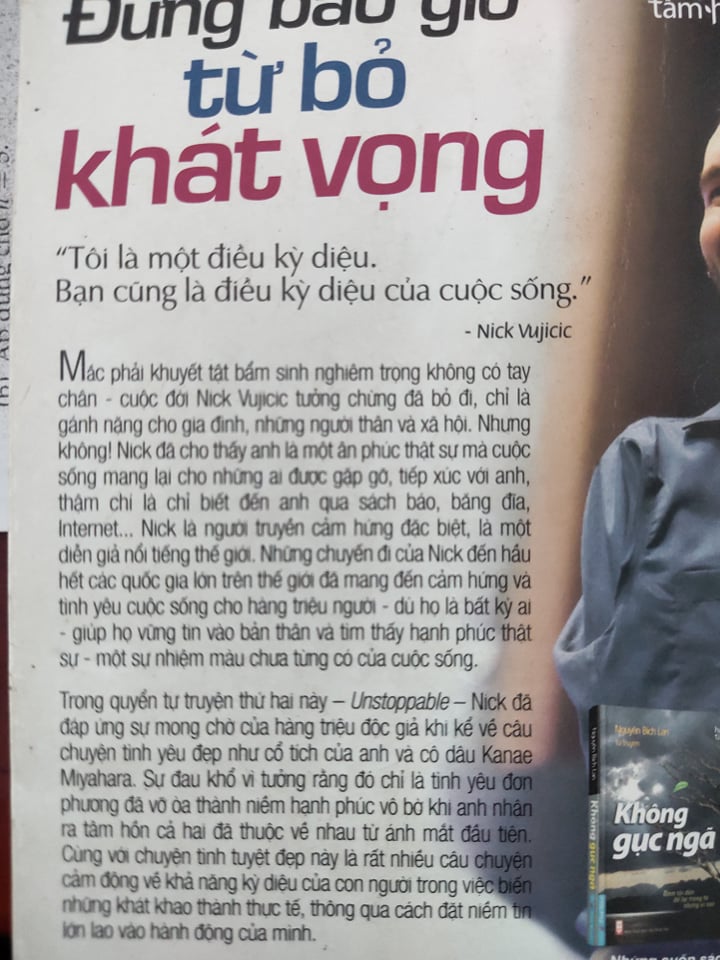 Đừng bao giờ
từ bỏ
khát vọng
"Tôi là một điều kỳ diệu.
Bạn cũng là điều kỳ diệu của cuộc sống."
- Nick Vujicic
Mắc phải khuyết tật bẩm sinh nghiêm trọng không có tay
chân - cuộc đời Nick Vujicic tưởng chừng đã bỏ đi, chỉ là
gánh nặng cho gia đình, những người thân và xã hội. Nhưng
không! Nick đã cho thấy anh là một ân phúc thật sự mà cuộc
sống mang lại cho những ai được gặp gỡ, tiếp xúc với anh,
thậm chí là chỉ biết đến anh qua sách báo, băng đĩa,
Internet... Nick là người truyền cảm hứng đặc biệt, là một
diễn giả nổi tiếng thế giới. Những chuyến đi của Nick đến hầu
hết các quốc gia lớn trên thế giới đã mang đến cảm hứng và
tình yêu cuộc sống cho hàng triệu người - dù họ là bất kỳ ai
- giúp họ vững tin vào bản thân và tìm thấy hạnh phúc thật
sự - một sự nhiệm màu chưa từng có của cuộc sống.
Trong quyển tự truyện thứ hai này – Unstoppable – Nick đã
đáp ứng sự mong chờ của hàng triệu độc giả khi kể về câu
chuyện tình yêu đẹp như cổ tích của anh và cô dâu Kanae
Miyahara. Sự đau khổ vì tưởng rằng đó chỉ là tình yêu đơn
phương đã vỡ òa thành niềm hạnh phúc vô bờ khi anh nhận
ra tâm hồn cả hai đã thuộc về nhau từ ánh mắt đầu tiên.
Cùng với chuyện tình tuyệt đẹp này là rất nhiều câu chuyện
cảm động về khả năng kỳ diệu của con người trong việc biến
những khát khao thành thực tế, thông qua cách đặt niềm tin
lớn lao vào hành động của mình.
Nguyễn Bích Lan
Tự truyện
Không
gục ngã
Không gục ngã